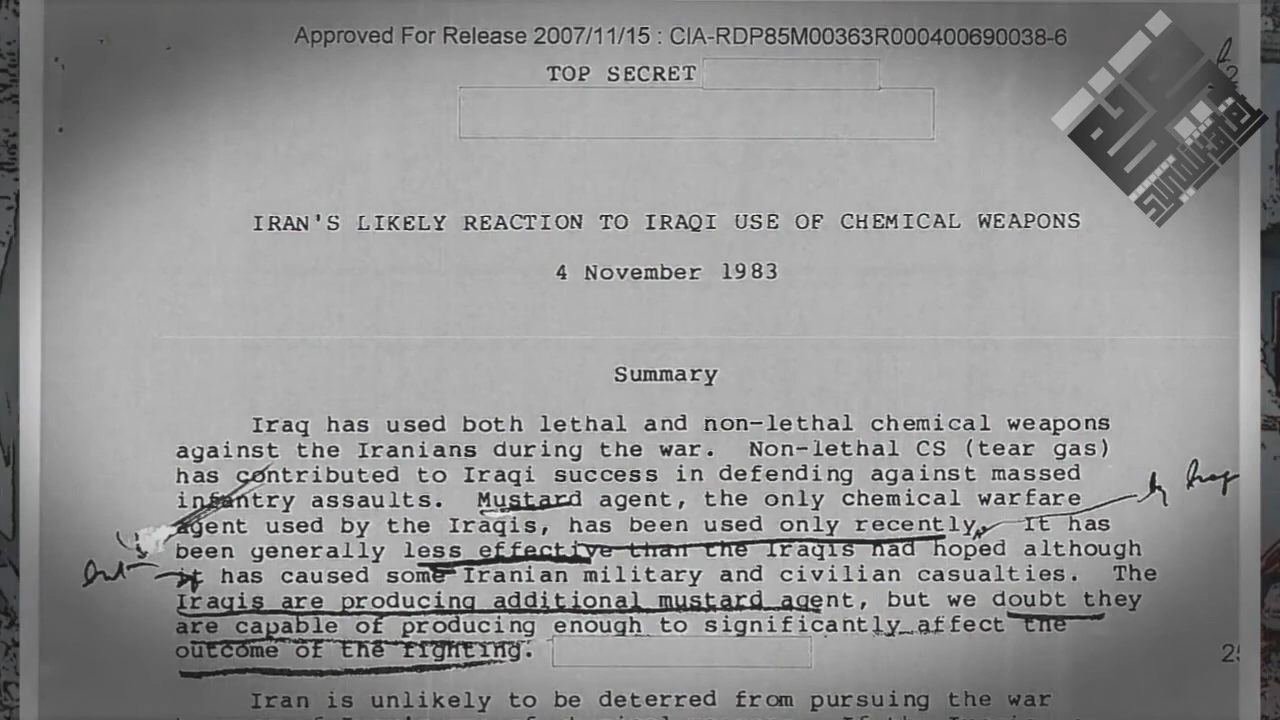 Approved For Release 2007/11/15 : CIA-RDP85M00363R000400690038-6
TOP SECRET
IRAN'S LIKELY REACTION TO IRAQI USE OF CHEMICAL WEAPONS
4 November 1983
Summary
Iraq has used both lethal and non-lethal chemical weapons
against the Iranians during the war. Non-lethal CS (tear gas)
has contributed to Iraqi success in defending against massed
infantry assaults. Mustard agent, the only chemical warfare
by Iraq
agent used by the Iraqis, has been used only recently. It has
been generally less effective than the Iraqis had hoped although
but
it has caused some Iranian military and civilian casualties. The
Iraqis are producing additional mustard agent, but we doubt they
are capable of producing enough to significantly affect the
outcome of the fighting.
25
Iran is unlikely to be deterred from pursuing the war